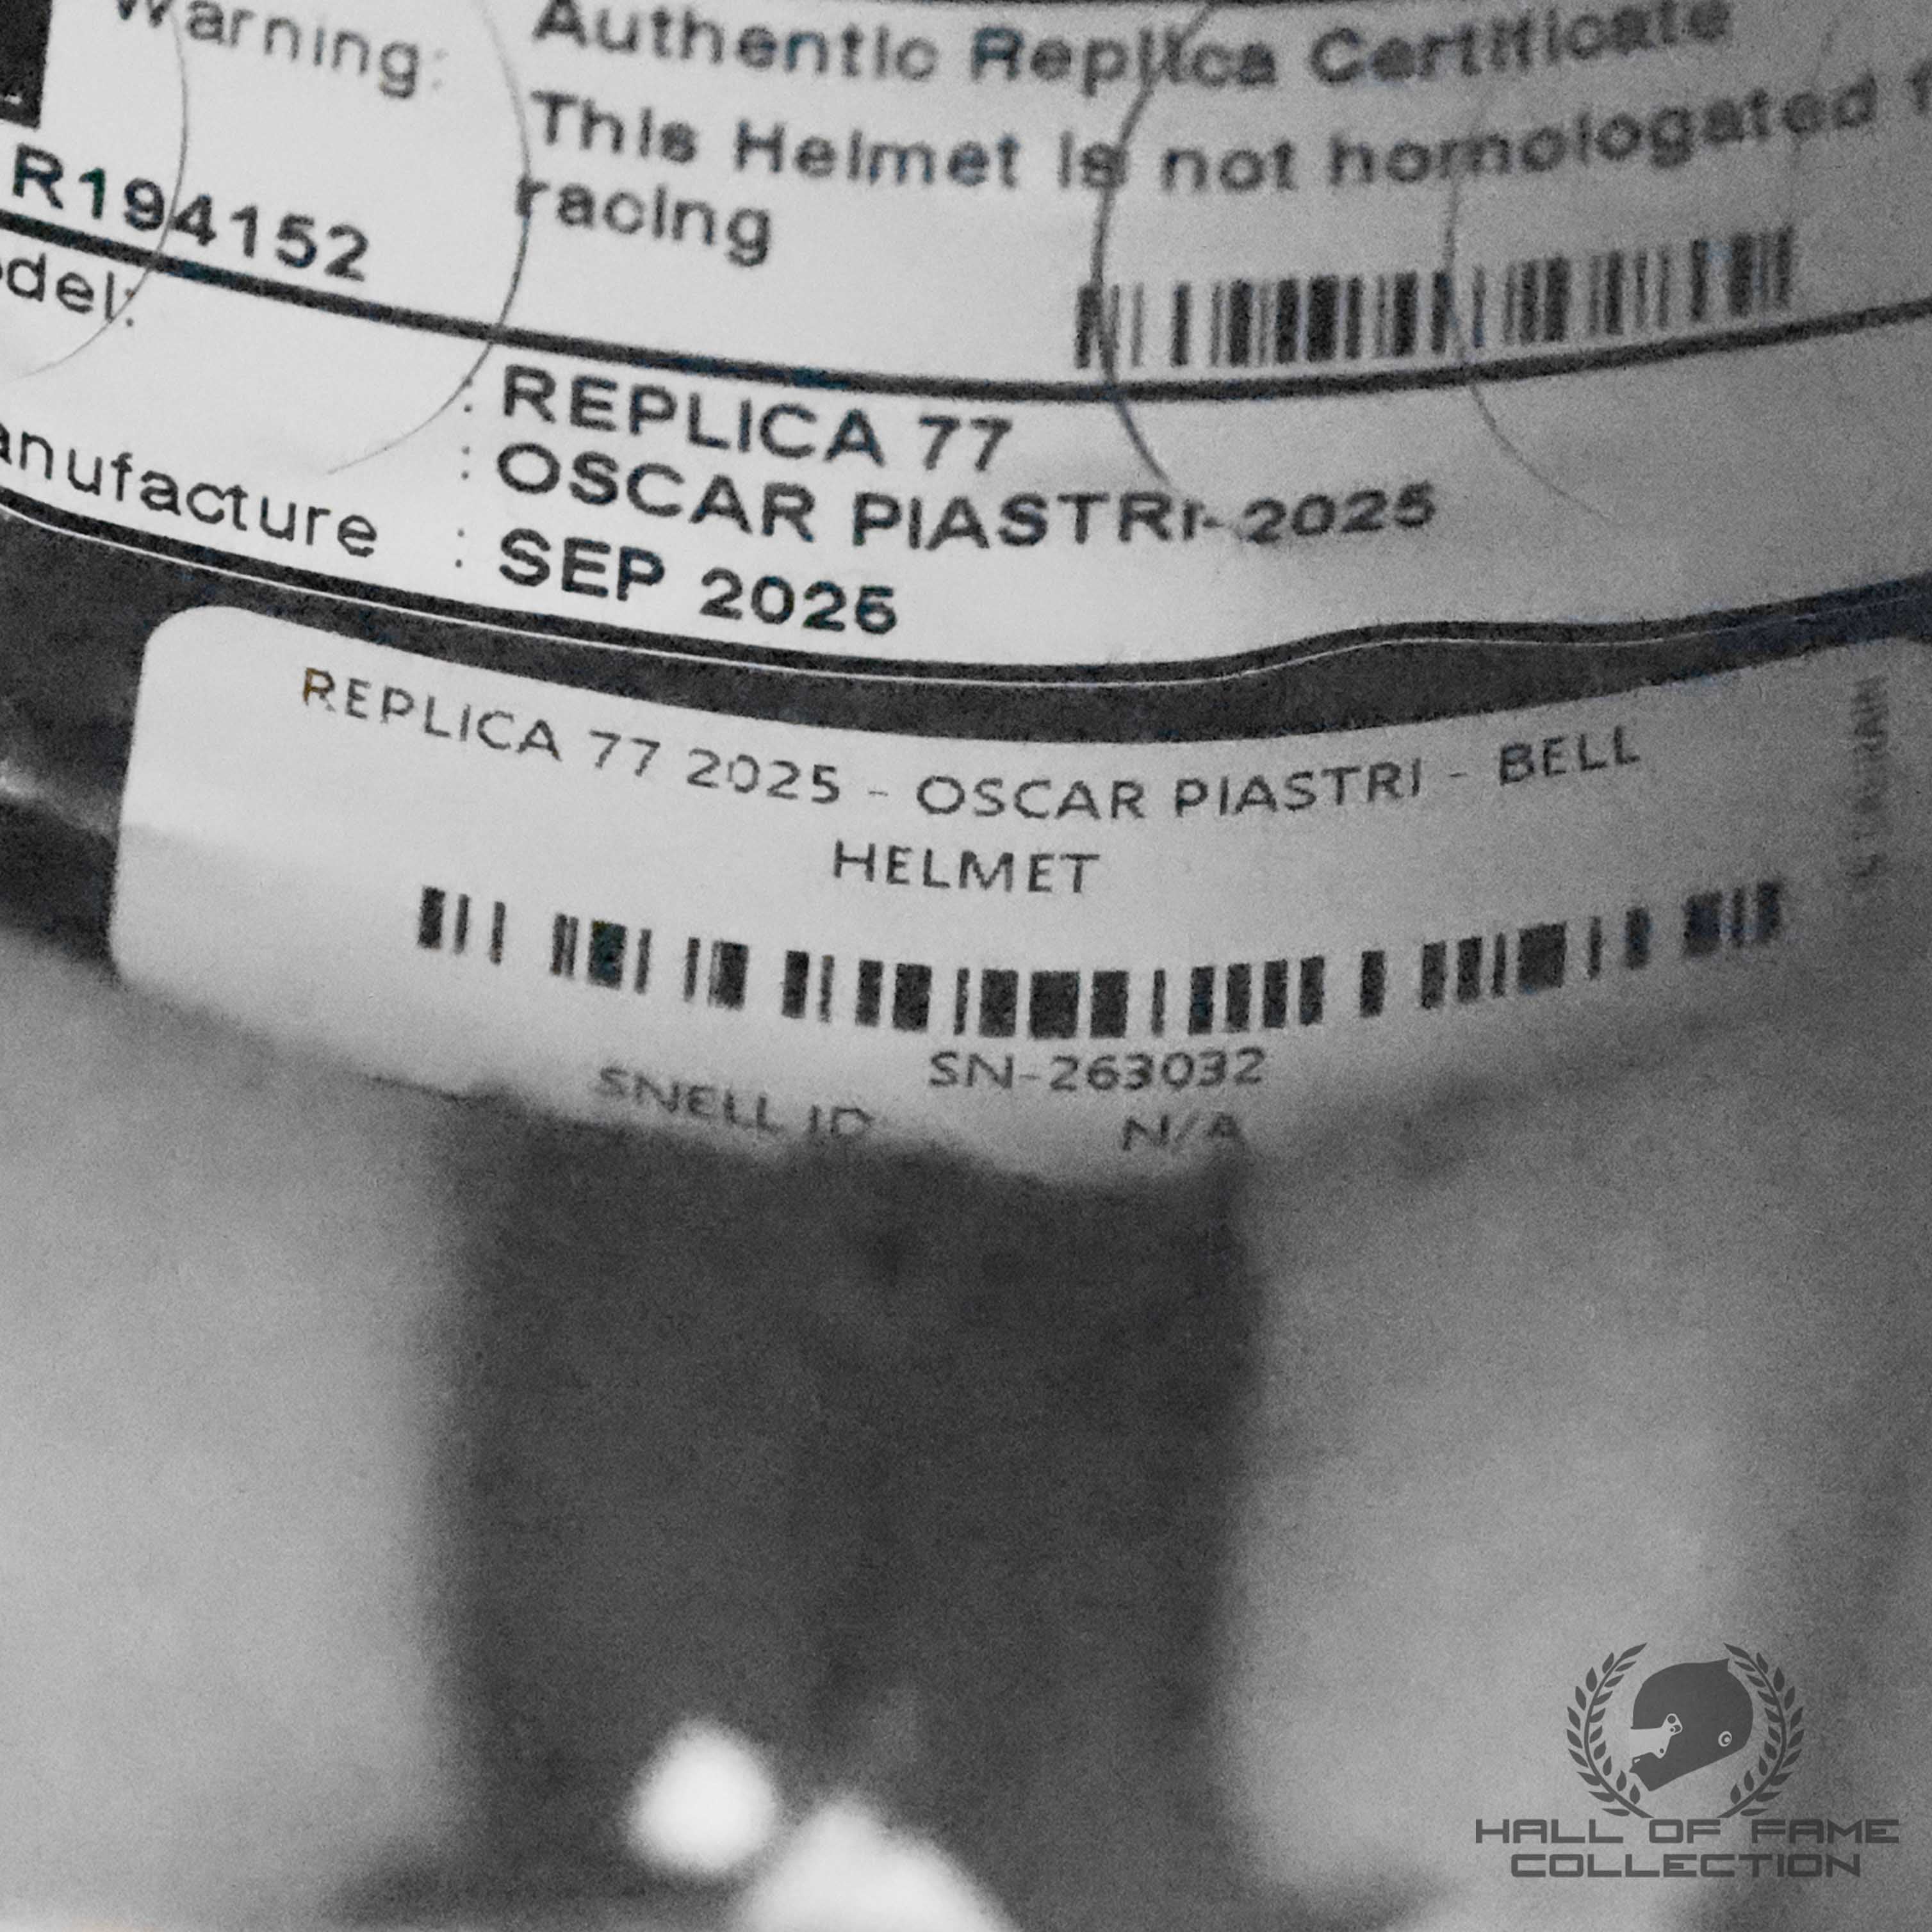 Warning: Authentic Replica Certificate
This Helmet is not homologated f
racing
R194152
odel:
: REPLICA 77
: OSCAR PIASTRI-2025
anufacture : SEP 2025
REPLICA 77 2025 - OSCAR PIASTRI - BELL
HELMET
SN-263032
SNELL ID N/A
HALL OF FAME
COLLECTION